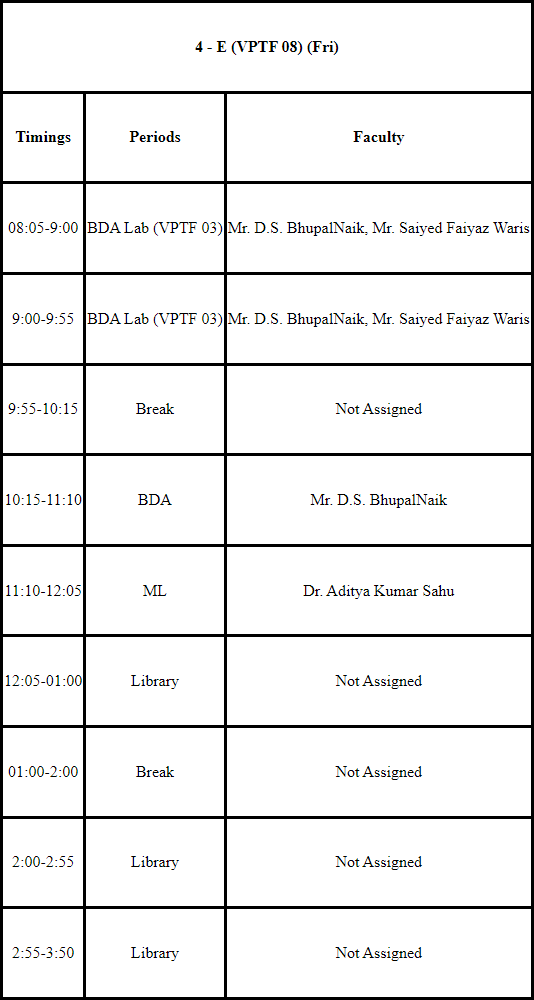 4 - E (VPTF 08) (Fri)
Timings Periods Faculty
08:05-9:00 BDA Lab (VPTF 03) Mr. D.S. BhupalNaik, Mr. Saiyed Faiyaz Waris
9:00-9:55 BDA Lab (VPTF 03) Mr. D.S. BhupalNaik, Mr. Saiyed Faiyaz Waris
9:55-10:15 Break Not Assigned
10:15-11:10 BDA Mr. D.S. BhupalNaik
11:10-12:05 ML Dr. Aditya Kumar Sahu
12:05-01:00 Library Not Assigned
01:00-2:00 Break Not Assigned
2:00-2:55 Library Not Assigned
2:55-3:50 Library Not Assigned